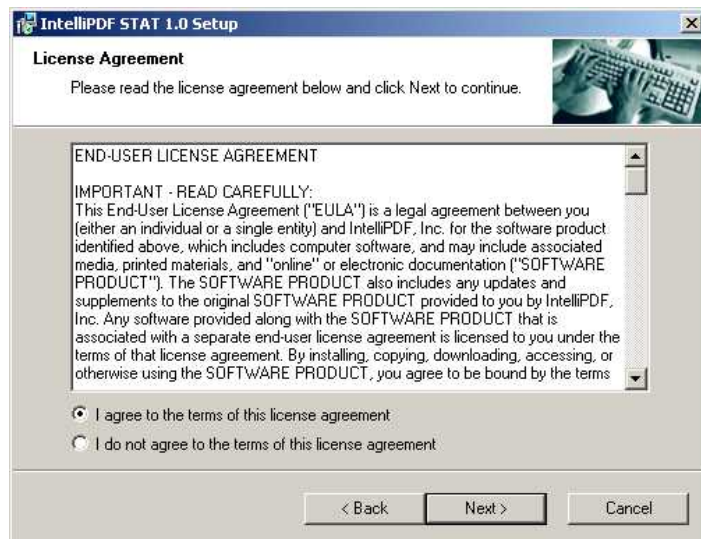 IntelliPDF STAT 1.0 Setup
License Agreement
Please read the license agreement below and click Next to continue.
END-USER LICENSE AGREEMENT
IMPORTANT - READ CAREFULLY:
This End-User License Agreement ("EULA") is a legal agreement between you
(either an individual or a single entity) and IntelliPDF, Inc. for the software product
identified above, which includes computer software, and may include associated
media, printed materials, and "online" or electronic documentation ("SOFTWARE
PRODUCT"). The SOFTWARE PRODUCT also includes any updates and
supplements to the original SOFTWARE PRODUCT provided to you by IntelliPDF,
Inc. Any software provided along with the SOFTWARE PRODUCT that is
associated with a separate end-user license agreement is licensed to you under the
terms of that license agreement. By installing, copying, downloading, accessing, or
otherwise using the SOFTWARE PRODUCT, you agree to be bound by the terms
I agree to the terms of this license agreement
I do not agree to the terms of this license agreement
< Back
Next >
Cancel